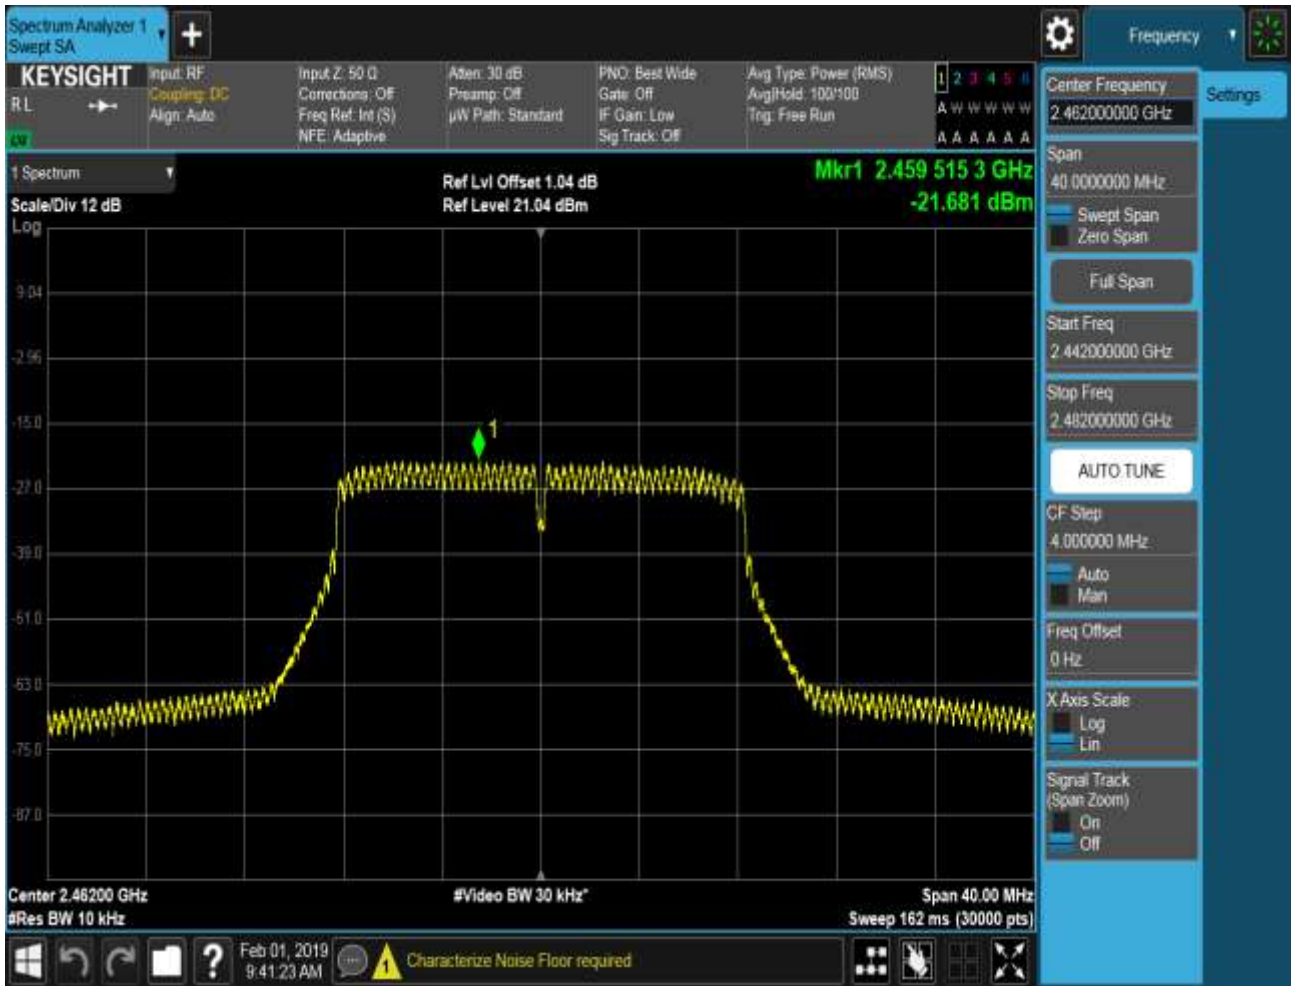 Spectrum Analyzer 1
Swept SA
+
Frequency
KEYSIGHT
R L
LXI
Input: RF
Coupling: DC
Align: Auto
Input Z: 50 Ω
Corrections: Off
Freq Ref: Int (S)
NFE: Adaptive
Atten: 30 dB
Preamp: Off
µW Path: Standard
PNO: Best Wide
Gate: Off
IF Gain: Low
Sig Track: Off
Avg Type: Power (RMS)
Avg|Hold: 100/100
Trig: Free Run
1 2 3 4 5 6
A W W W W W
A A A A A A
1 Spectrum
Scale/Div 12 dB
Log
Ref Lvl Offset 1.04 dB
Ref Level 21.04 dBm
Mkr1 2.459 515 3 GHz
-21.681 dBm
9.04
-2.96
-15.0
1
-27.0
-39.0
-51.0
-63.0
-75.0
-87.0
Center 2.46200 GHz
#Res BW 10 kHz
#Video BW 30 kHz*
Span 40.00 MHz
Sweep 162 ms (30000 pts)
Center Frequency
2.462000000 GHz
Settings
Span
40.0000000 MHz
Swept Span
Zero Span
Full Span
Start Freq
2.442000000 GHz
Stop Freq
2.482000000 GHz
AUTO TUNE
CF Step
4.000000 MHz
Auto
Man
Freq Offset
0 Hz
X Axis Scale
Log
Lin
Signal Track
(Span Zoom)
On
Off
?
Feb 01, 2019
9:41:23 AM
1
Characterize Noise Floor required